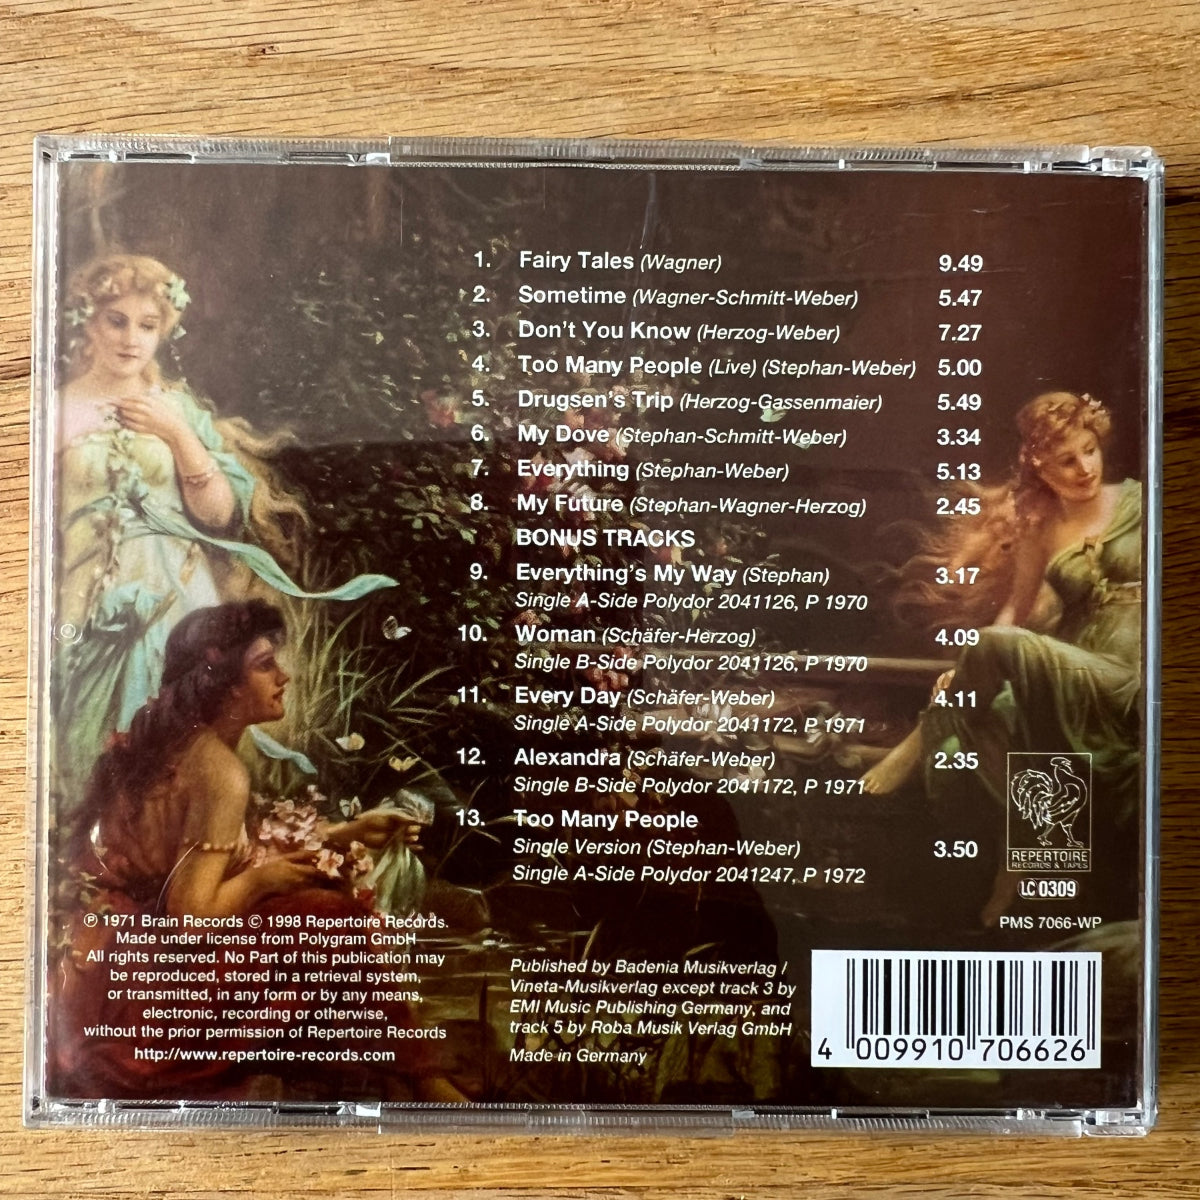 1. Fairy Tales (Wagner) 9.49
2. Sometime (Wagner-Schmitt-Weber) 5.47
3. Don't You Know (Herzog-Weber) 7.27
4. Too Many People (Live) (Stephan-Weber) 5.00
5. Drugsen's Trip (Herzog-Gassenmaier) 5.49
6. My Dove (Stephan-Schmitt-Weber) 3.34
7. Everything (Stephan-Weber) 5.13
8. My Future (Stephan-Wagner-Herzog) 2.45
BONUS TRACKS
9. Everything's My Way (Stephan) 3.17
Single A-Side Polydor 2041126, P 1970
10. Woman (Schäfer-Herzog) 4.09
Single B-Side Polydor 2041126, P 1970
11. Every Day (Schäfer-Weber) 4.11
Single A-Side Polydor 2041172, P 1971
12. Alexandra (Schäfer-Weber) 2.35
Single B-Side Polydor 2041172, P 1971
13. Too Many People
Single Version (Stephan-Weber) 3.50
Single A-Side Polydor 2041247, P 1972
REPERTOIRE
RECORDS & TAPES
LC 0309
PMS 7066-WP
℗ 1971 Brain Records © 1998 Repertoire Records.
Made under license from Polygram GmbH
All rights reserved. No Part of this publication may
be reproduced, stored in a retrieval system,
or transmitted, in any form or by any means,
electronic, recording or otherwise,
without the prior permission of Repertoire Records
http://www.repertoire-records.com
Published by Badenia Musikverlag /
Vineta-Musikverlag except track 3 by
EMI Music Publishing Germany, and
track 5 by Roba Musik Verlag GmbH
Made in Germany
4 009910 706626